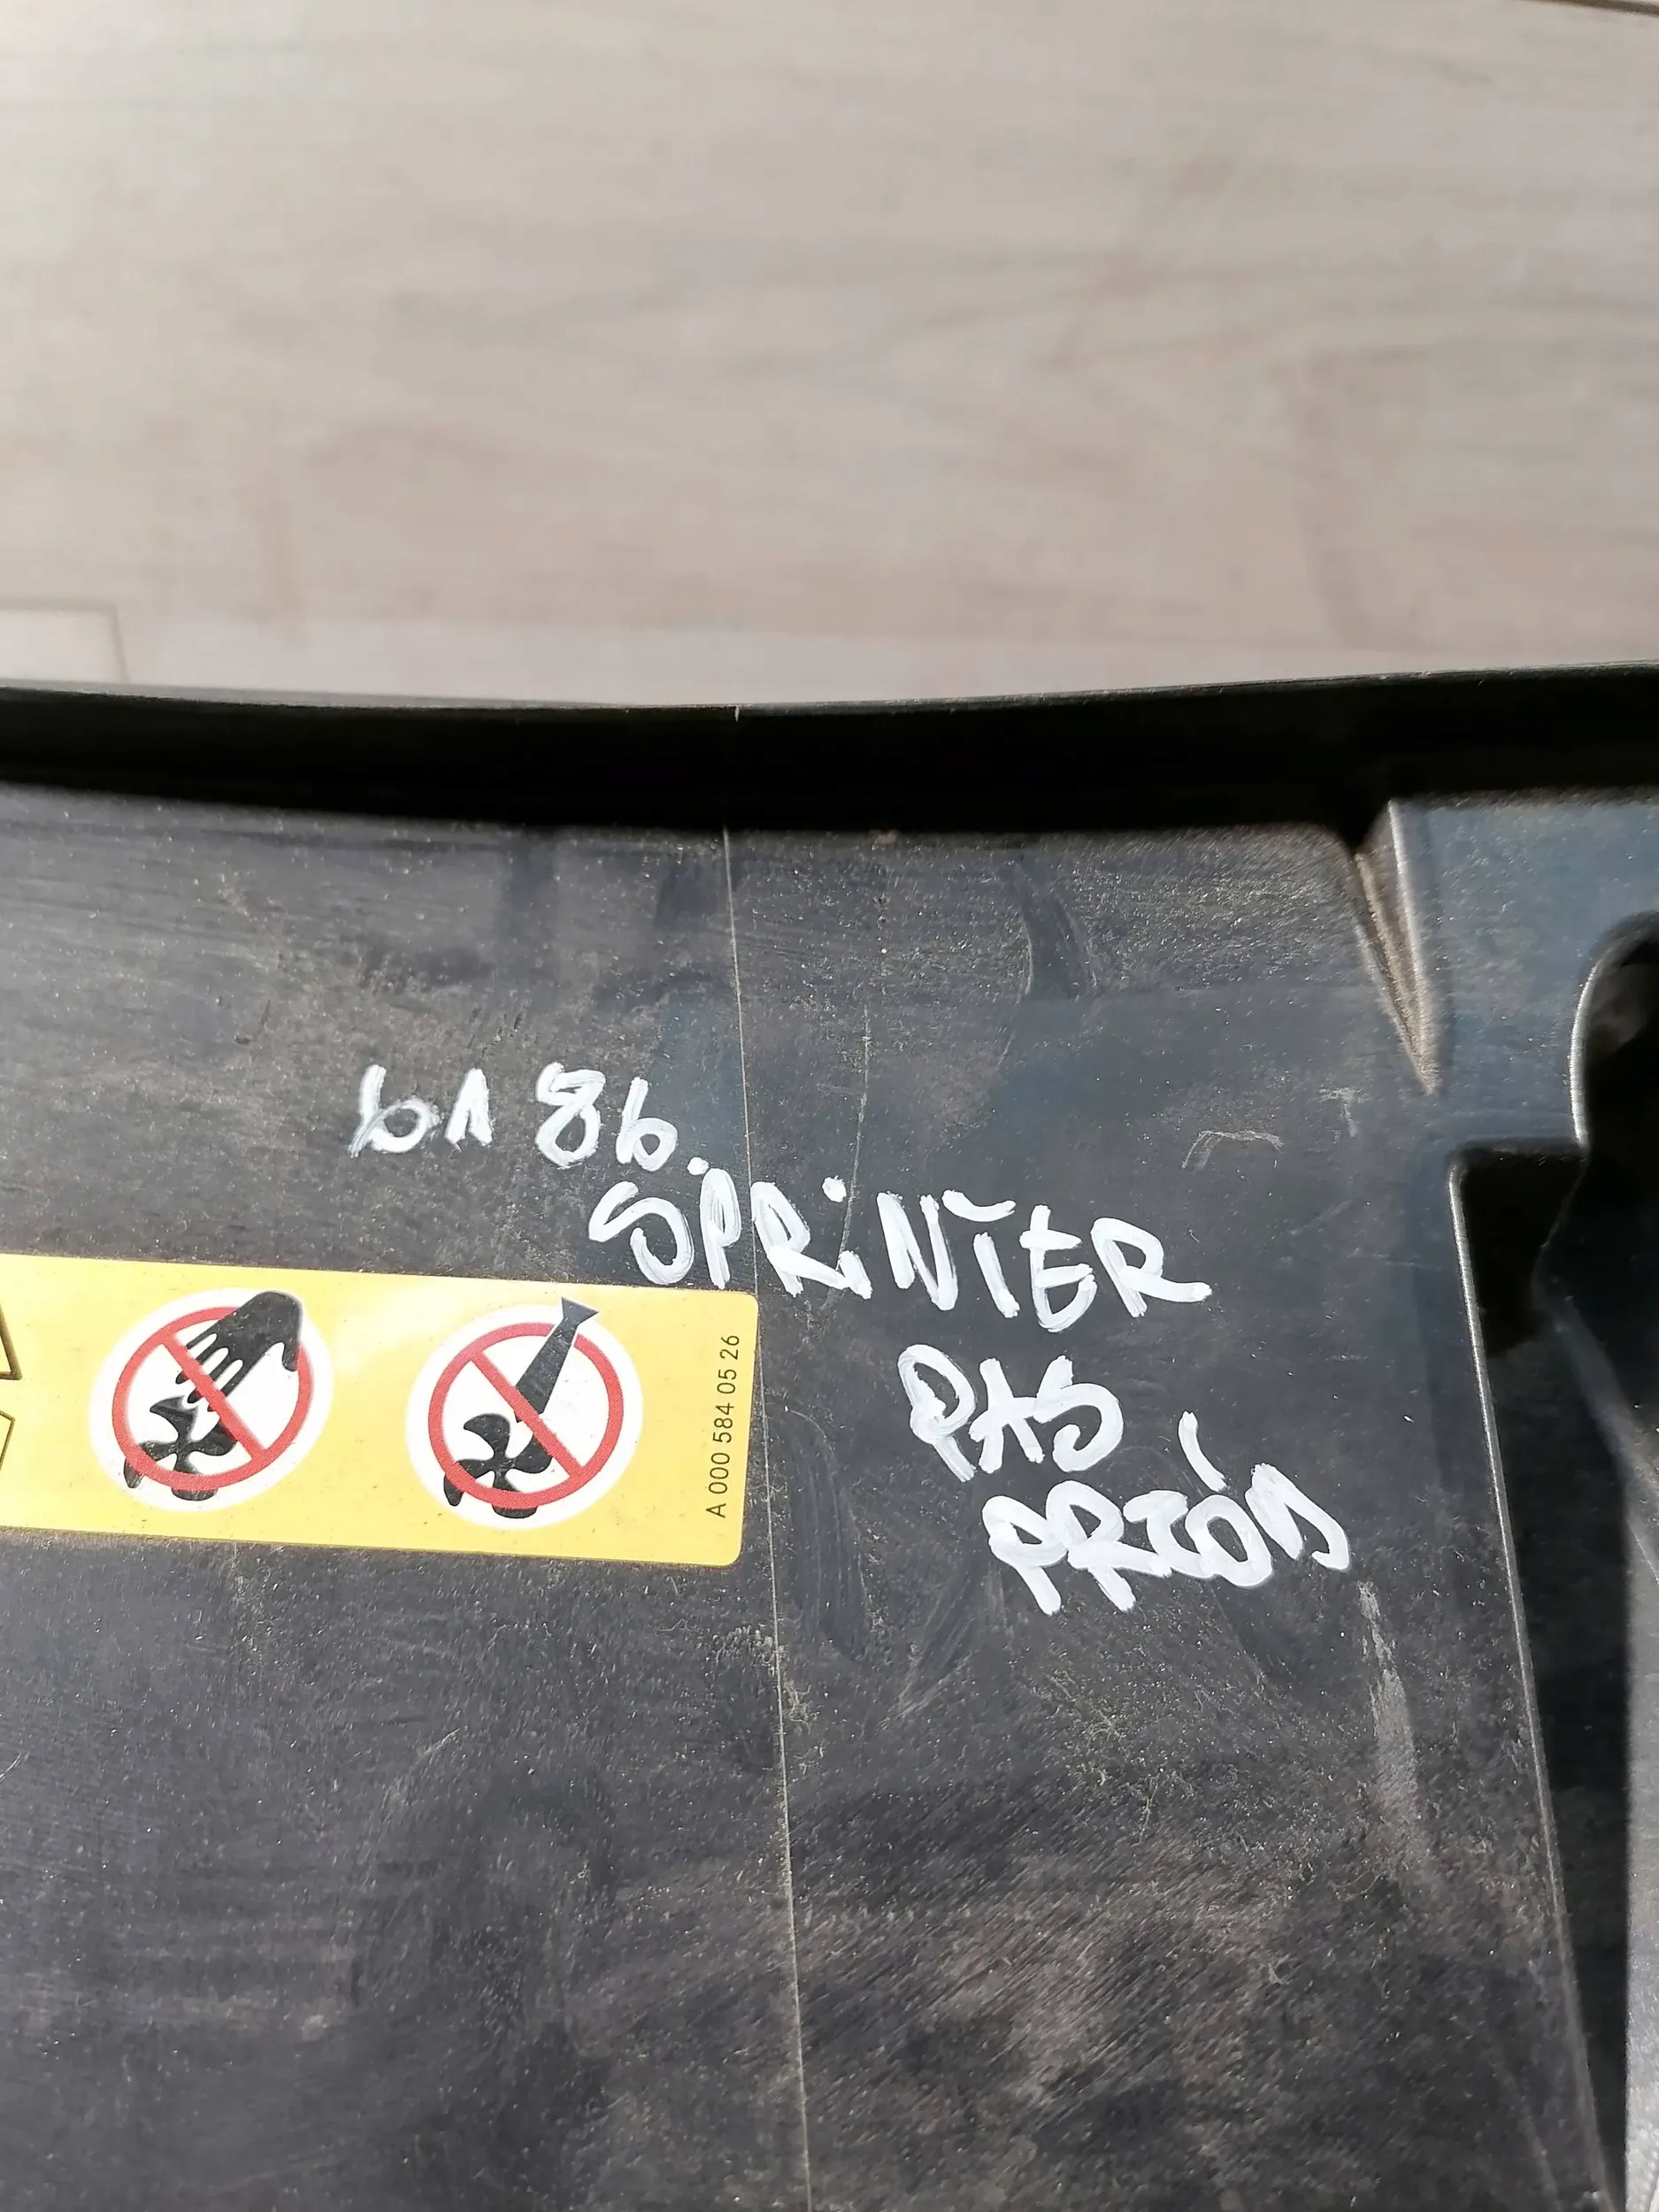 6186.
SPRINTER
PAS
PRZÓD
A 000 584 05 26